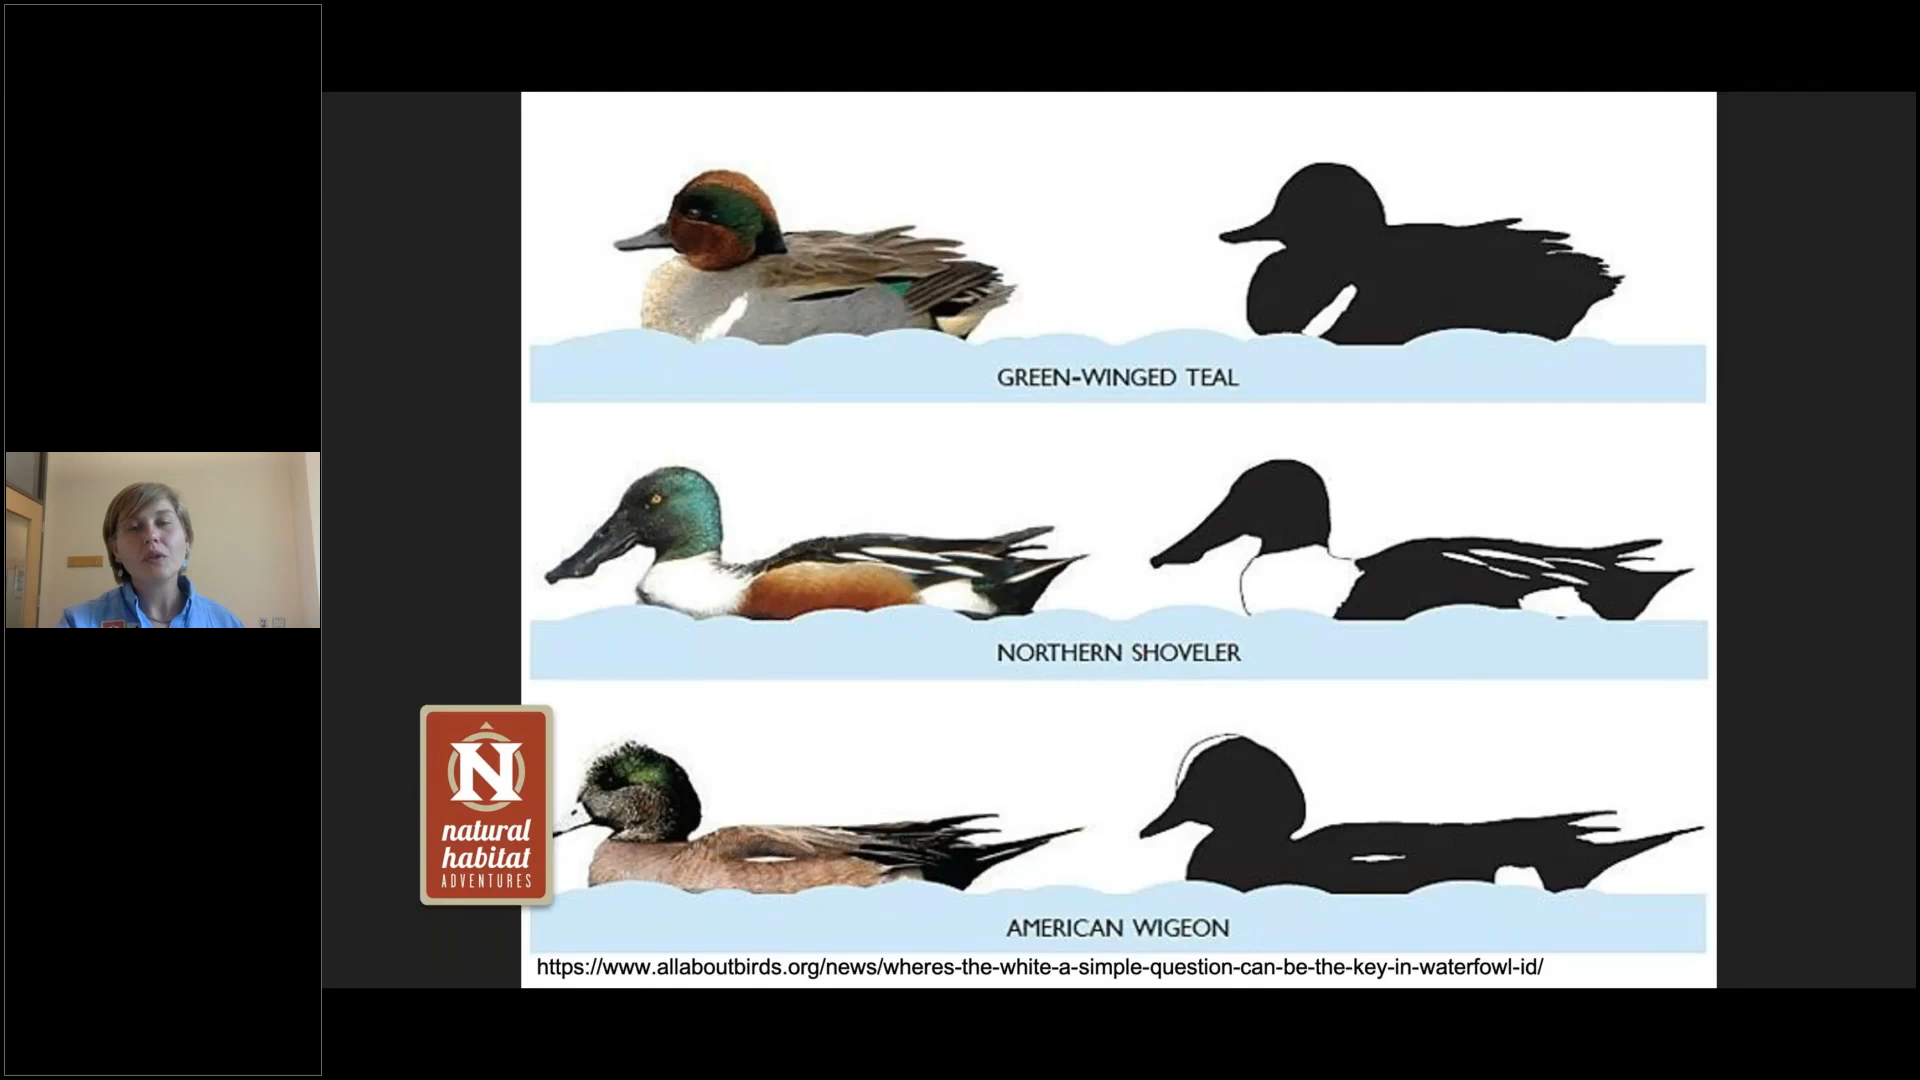 GREEN-WINGED TEAL
NORTHERN SHOVELER
N
natural
habitat
ADVENTURES
AMERICAN WIGEON
https://www.allaboutbirds.org/news/wheres-the-white-a-simple-question-can-be-the-key-in-waterfowl-id/